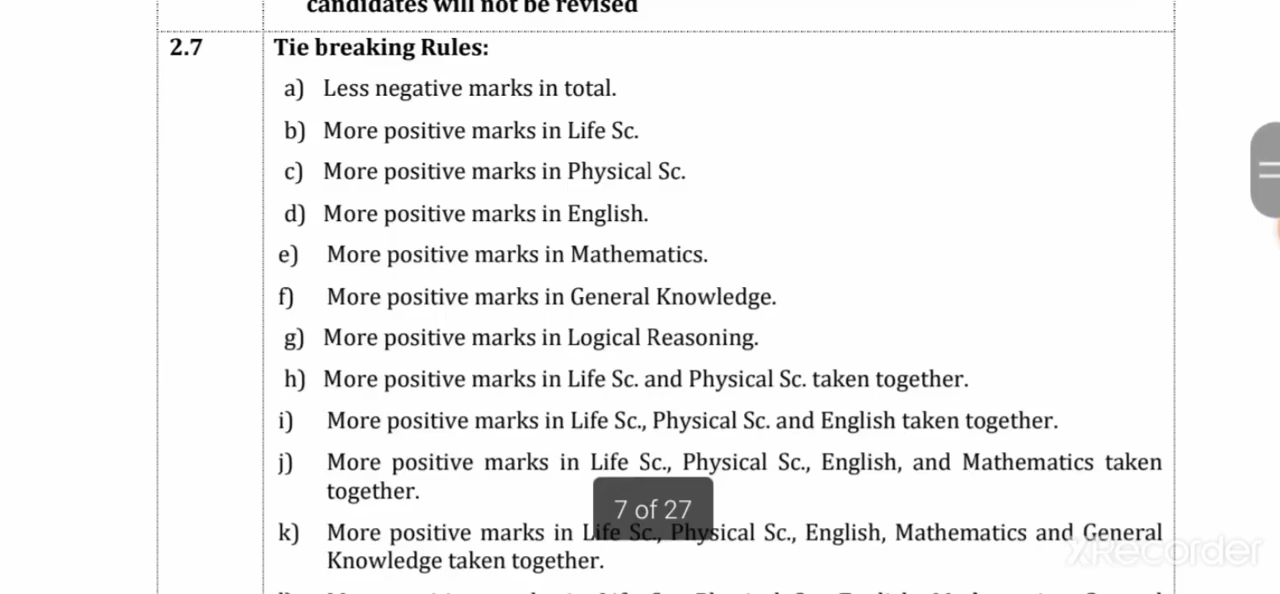 candidates will not be revised
2.7 Tie breaking Rules:
a) Less negative marks in total.
b) More positive marks in Life Sc.
c) More positive marks in Physical Sc.
d) More positive marks in English.
e) More positive marks in Mathematics.
f) More positive marks in General Knowledge.
g) More positive marks in Logical Reasoning.
h) More positive marks in Life Sc. and Physical Sc. taken together.
i) More positive marks in Life Sc., Physical Sc. and English taken together.
j) More positive marks in Life Sc., Physical Sc., English, and Mathematics taken
together.
7 of 27
k) More positive marks in Life Sc., Physical Sc., English, Mathematics and General
Knowledge taken together.
XRecorder